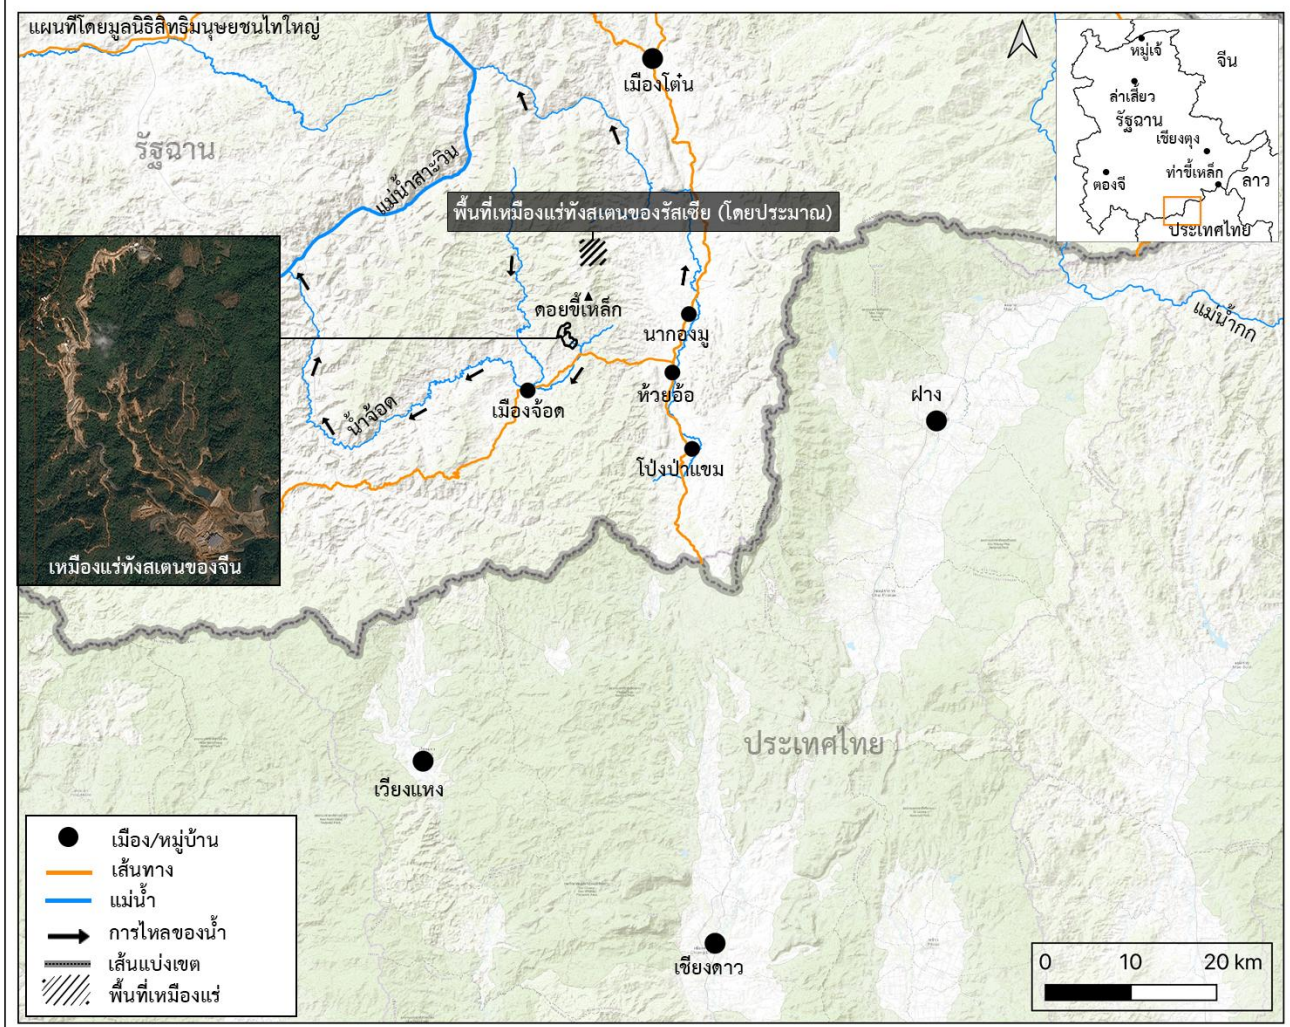 แผนที่โดยมูลนิธิสิทธิมนุษยชนไทใหญ่
เมืองโต๋น
รัฐฉาน
แม่น้ำสาละวิน
พื้นที่เหมืองแร่ทังสเตนของรัสเซีย (โดยประมาณ)
หมู่เจ้
จีน
ล่าเสี้ยว
รัฐฉาน
เชียงตุง
ท่าขี้เหล็ก
ลาว
ตองจี
ประเทศไทย
แม่น้ำกก
ดอยขี้เหล็ก
นากองมู
ห้วยอ้อ
เมืองจ้อด
น้ำจ้อด
โป่งป่าแขม
ฝาง
เหมืองแร่ทังสเตนของจีน
ประเทศไทย
เวียงแหง
เชียงดาว
เมือง/หมู่บ้าน
เส้นทาง
แม่น้ำ
การไหลของน้ำ
เส้นแบ่งเขต
พื้นที่เหมืองแร่
0 10 20 km